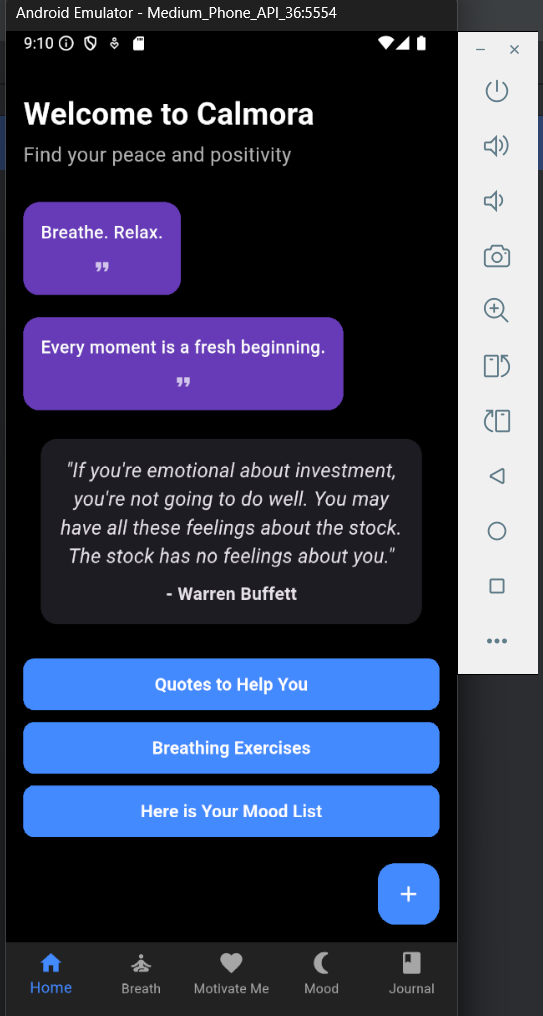 Android Emulator - Medium_Phone_API_36:5554
9:10
Welcome to Calmora
Find your peace and positivity
Breathe. Relax.
”
Every moment is a fresh beginning.
”
"If you're emotional about investment,
you're not going to do well. You may
have all these feelings about the stock.
The stock has no feelings about you."
- Warren Buffett
Quotes to Help You
Breathing Exercises
Here is Your Mood List
+
Home
Breath
Motivate Me
Mood
Journal